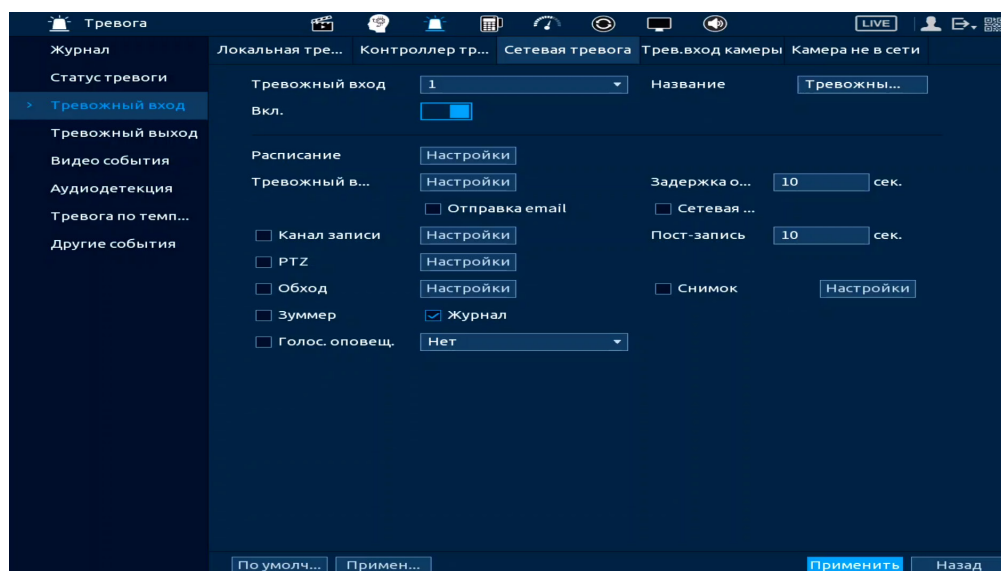 Тревога
LIVE
Журнал
Статус тревоги
> Тревожный вход
Тревожный выход
Видео события
Аудиодетекция
Тревога по темп...
Другие события
Локальная тре... Контроллер тр... Сетевая тревога Трев.вход камеры Камера не в сети
Тревожный вход 1 Название Тревожны...
Вкл.
Расписание Настройки
Тревожный в... Настройки Задержка о... 10 сек.
Отправка email Сетевая ...
Канал записи Настройки Пост-запись 10 сек.
PTZ Настройки
Обход Настройки Снимок Настройки
Зуммер Журнал
Голос. оповещ. Нет
По умолч... Примен... Применить Назад